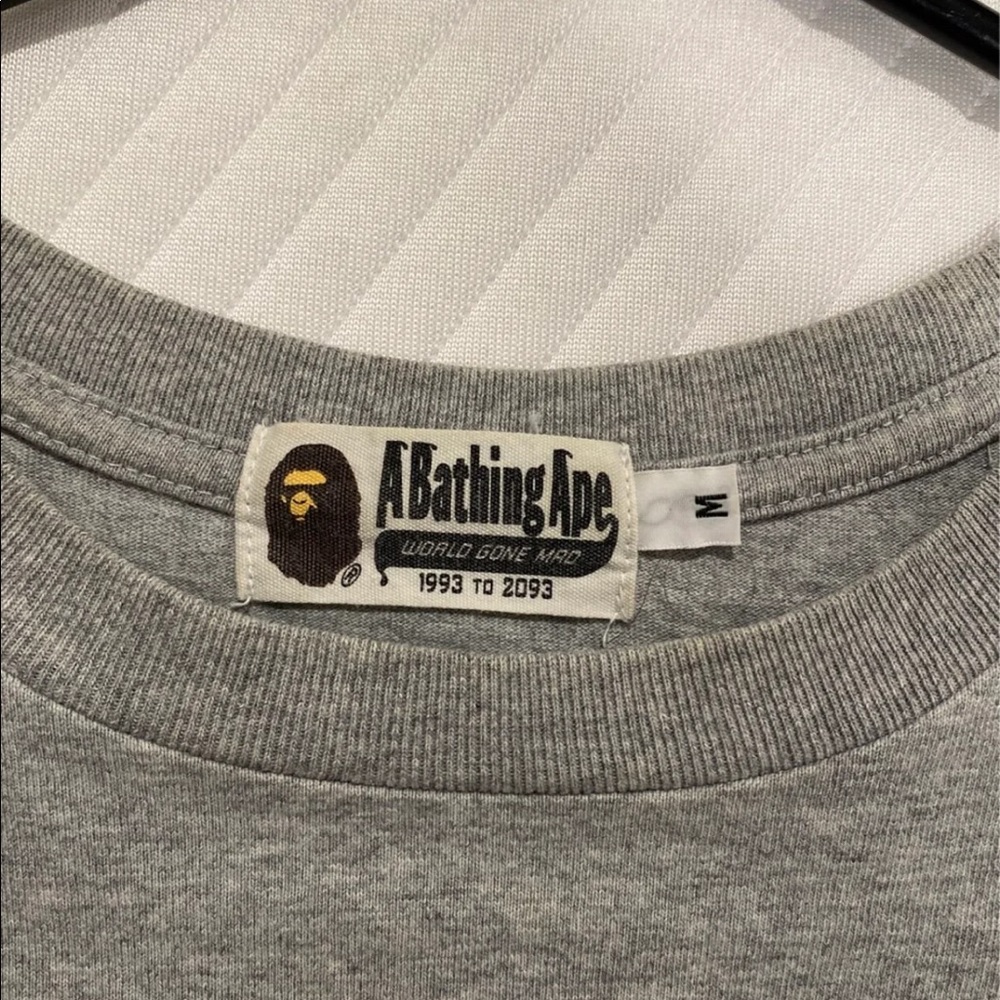 A Bathing Ape
WORLD GONE MAD
1993 TO 2093
®
M